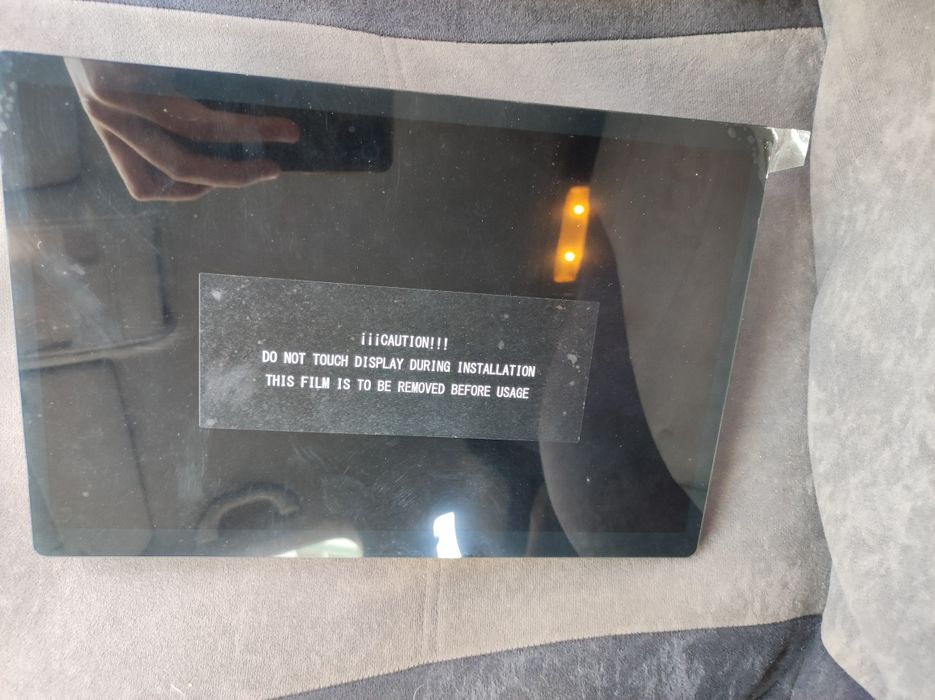 ¡¡¡CAUTION!!!
DO NOT TOUCH DISPLAY DURING INSTALLATION
THIS FILM IS TO BE REMOVED BEFORE USAGE